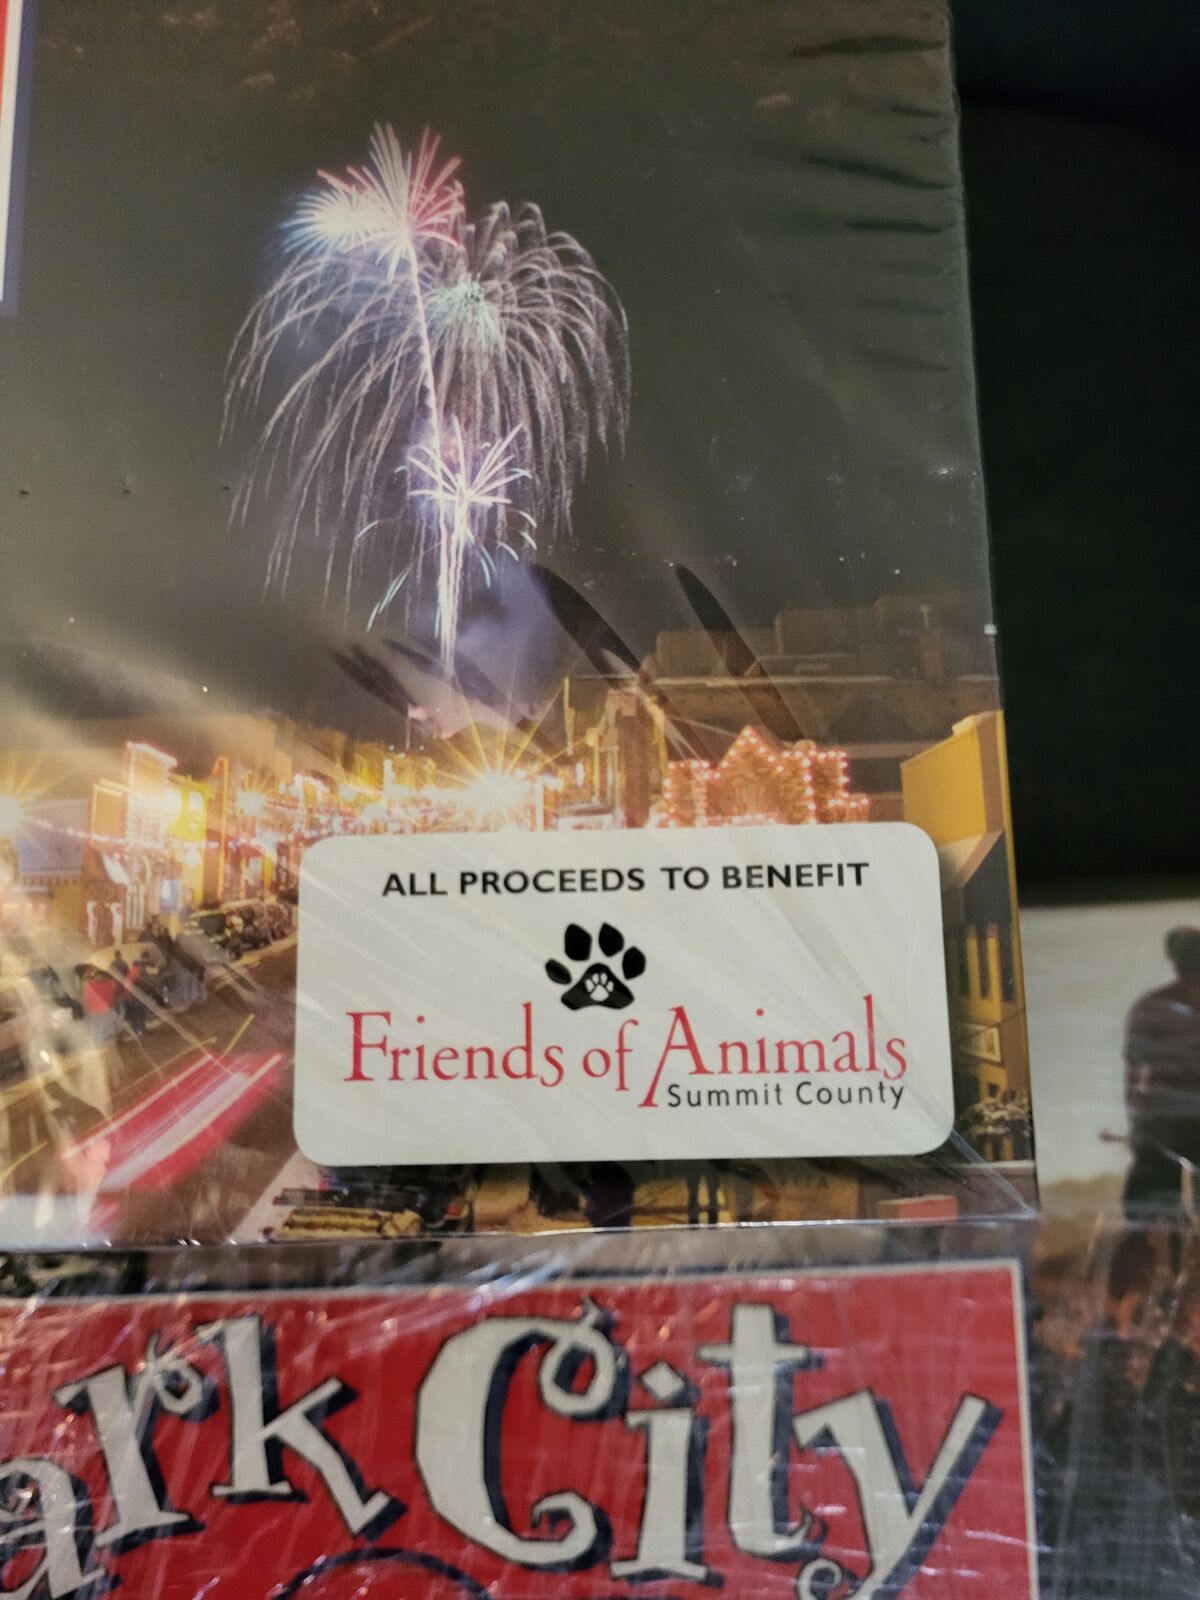 ALL PROCEEDS TO BENEFIT
Friends of Animals
Summit County
ark City